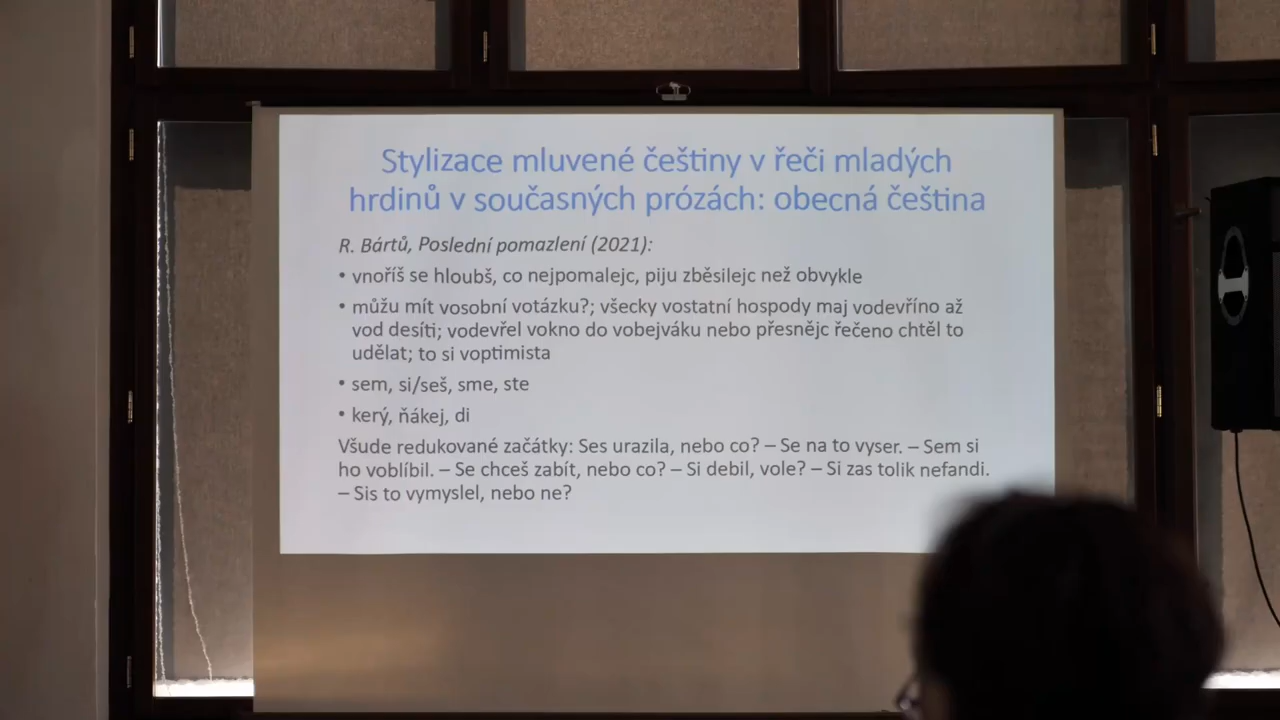 Stylizace mluvené češtiny v řeči mladých
hrdinů v současných prózách: obecná čeština
R. Bártů, Poslední pomazlení (2021):
• vnoříš se hloubš, co nejpomalejc, piju zběsilejc než obvykle
• můžu mít vosobní votázku?; všecky vostatní hospody maj vodevříno až
vod desíti; vodevřel vokno do vobejváku nebo přesnějc řečeno chtěl to
udělat; to si voptimista
• sem, si/seš, sme, ste
• kerý, ňákej, di
Všude redukované začátky: Ses urazila, nebo co? – Se na to vyser. – Sem si
ho voblíbil. – Se chceš zabít, nebo co? – Si debil, vole? – Si zas tolik nefandi.
– Sis to vymyslel, nebo ne?